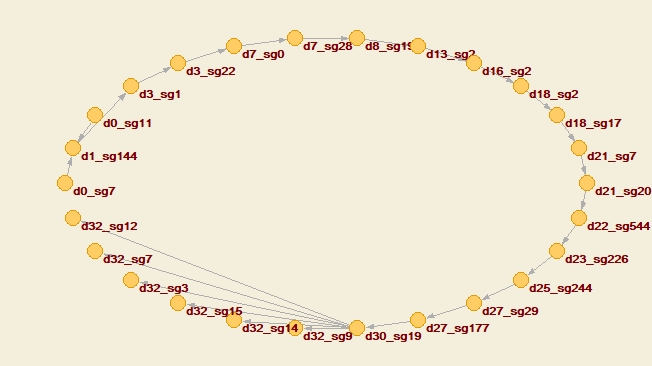 d7_sg28
d8_sg19
d7_sg0
d13_sg2
d3_sg22
d16_sg2
d3_sg1
d18_sg2
d0_sg11
d18_sg17
d1_sg144
d21_sg7
d0_sg7
d21_sg20
d32_sg12
d22_sg544
d32_sg7
d23_sg226
d32_sg3
d25_sg244
d32_sg15
d27_sg29
d32_sg14
d27_sg177
d32_sg9
d30_sg19